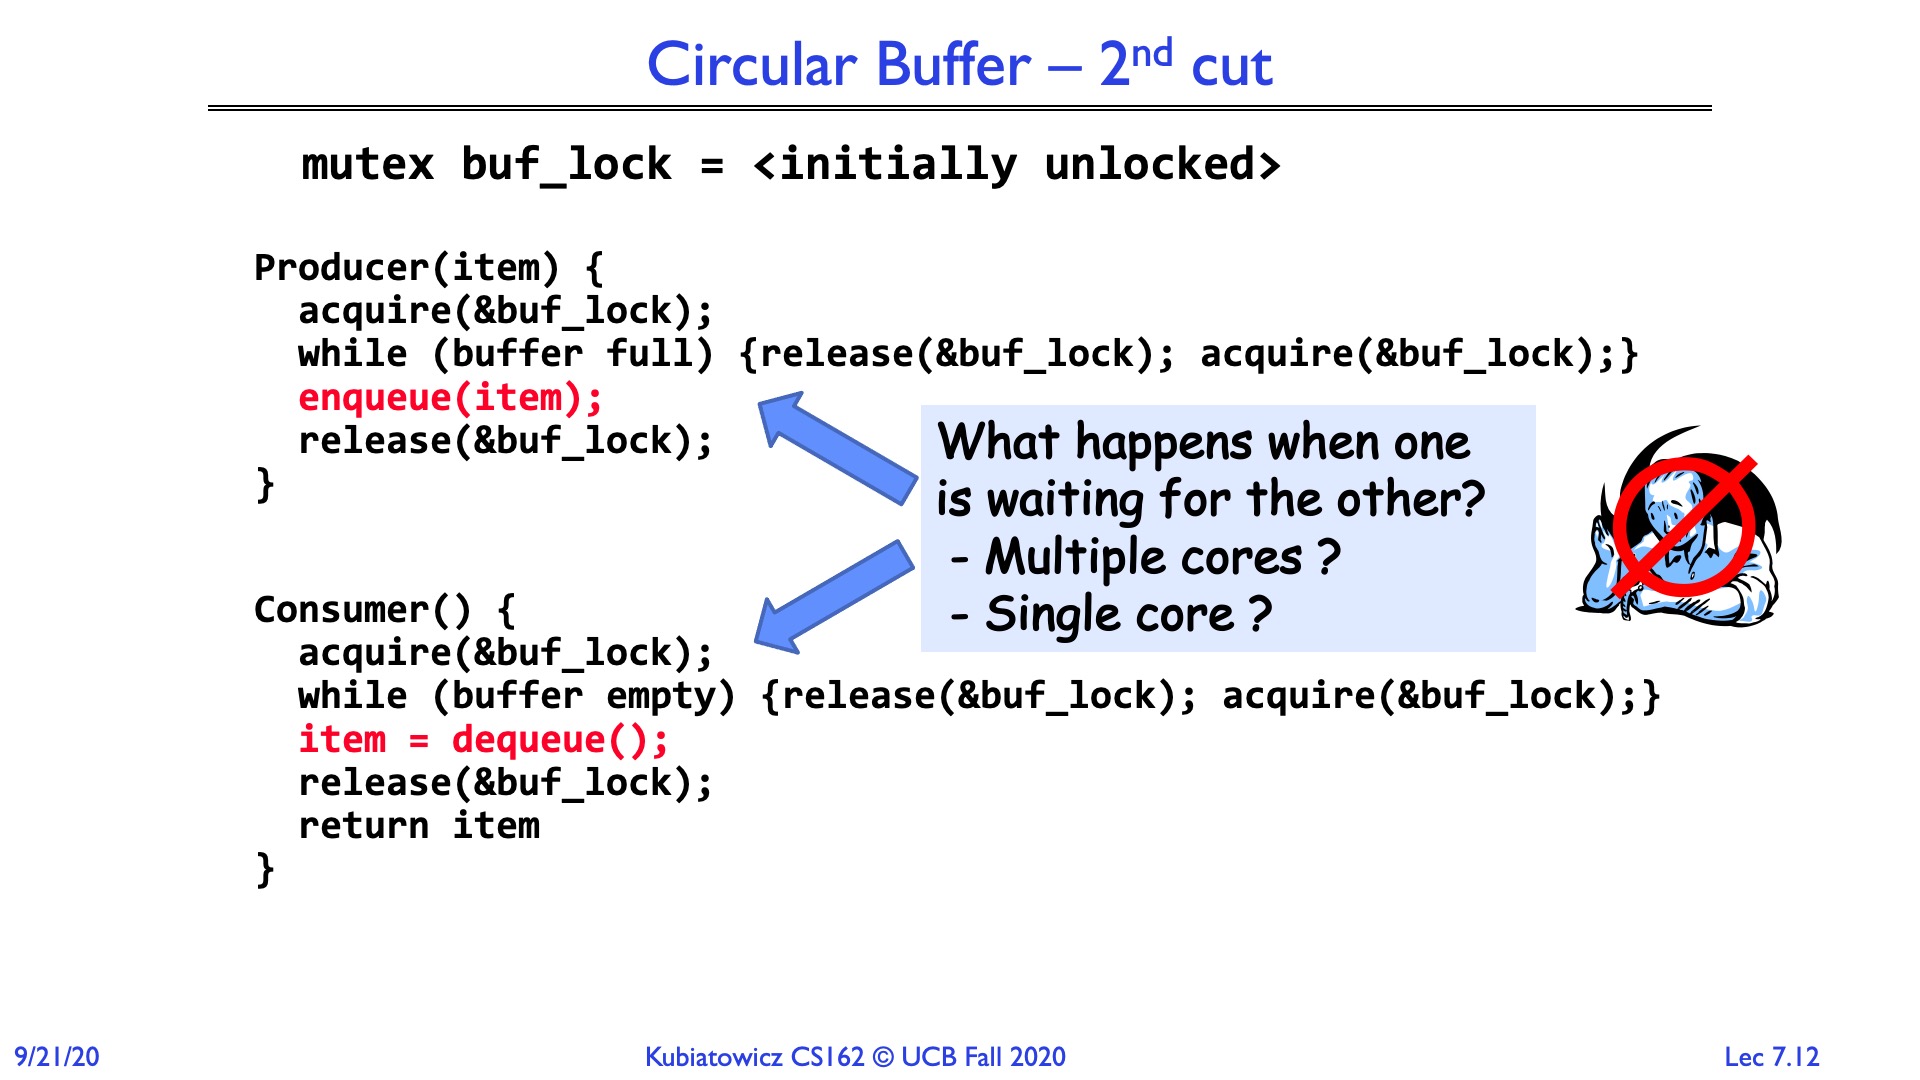 Circular Buffer – 2nd cut
mutex buf_lock = <initially unlocked>
Producer(item) {
acquire(&buf_lock);
while (buffer full) {release(&buf_lock); acquire(&buf_lock);}
enqueue(item);
release(&buf_lock);
}
What happens when one
is waiting for the other?
- Multiple cores ?
- Single core ?
Consumer() {
acquire(&buf_lock);
while (buffer empty) {release(&buf_lock); acquire(&buf_lock);}
item = dequeue();
release(&buf_lock);
return item
}
9/21/20
Kubiatowicz CS162 © UCB Fall 2020
Lec 7.12